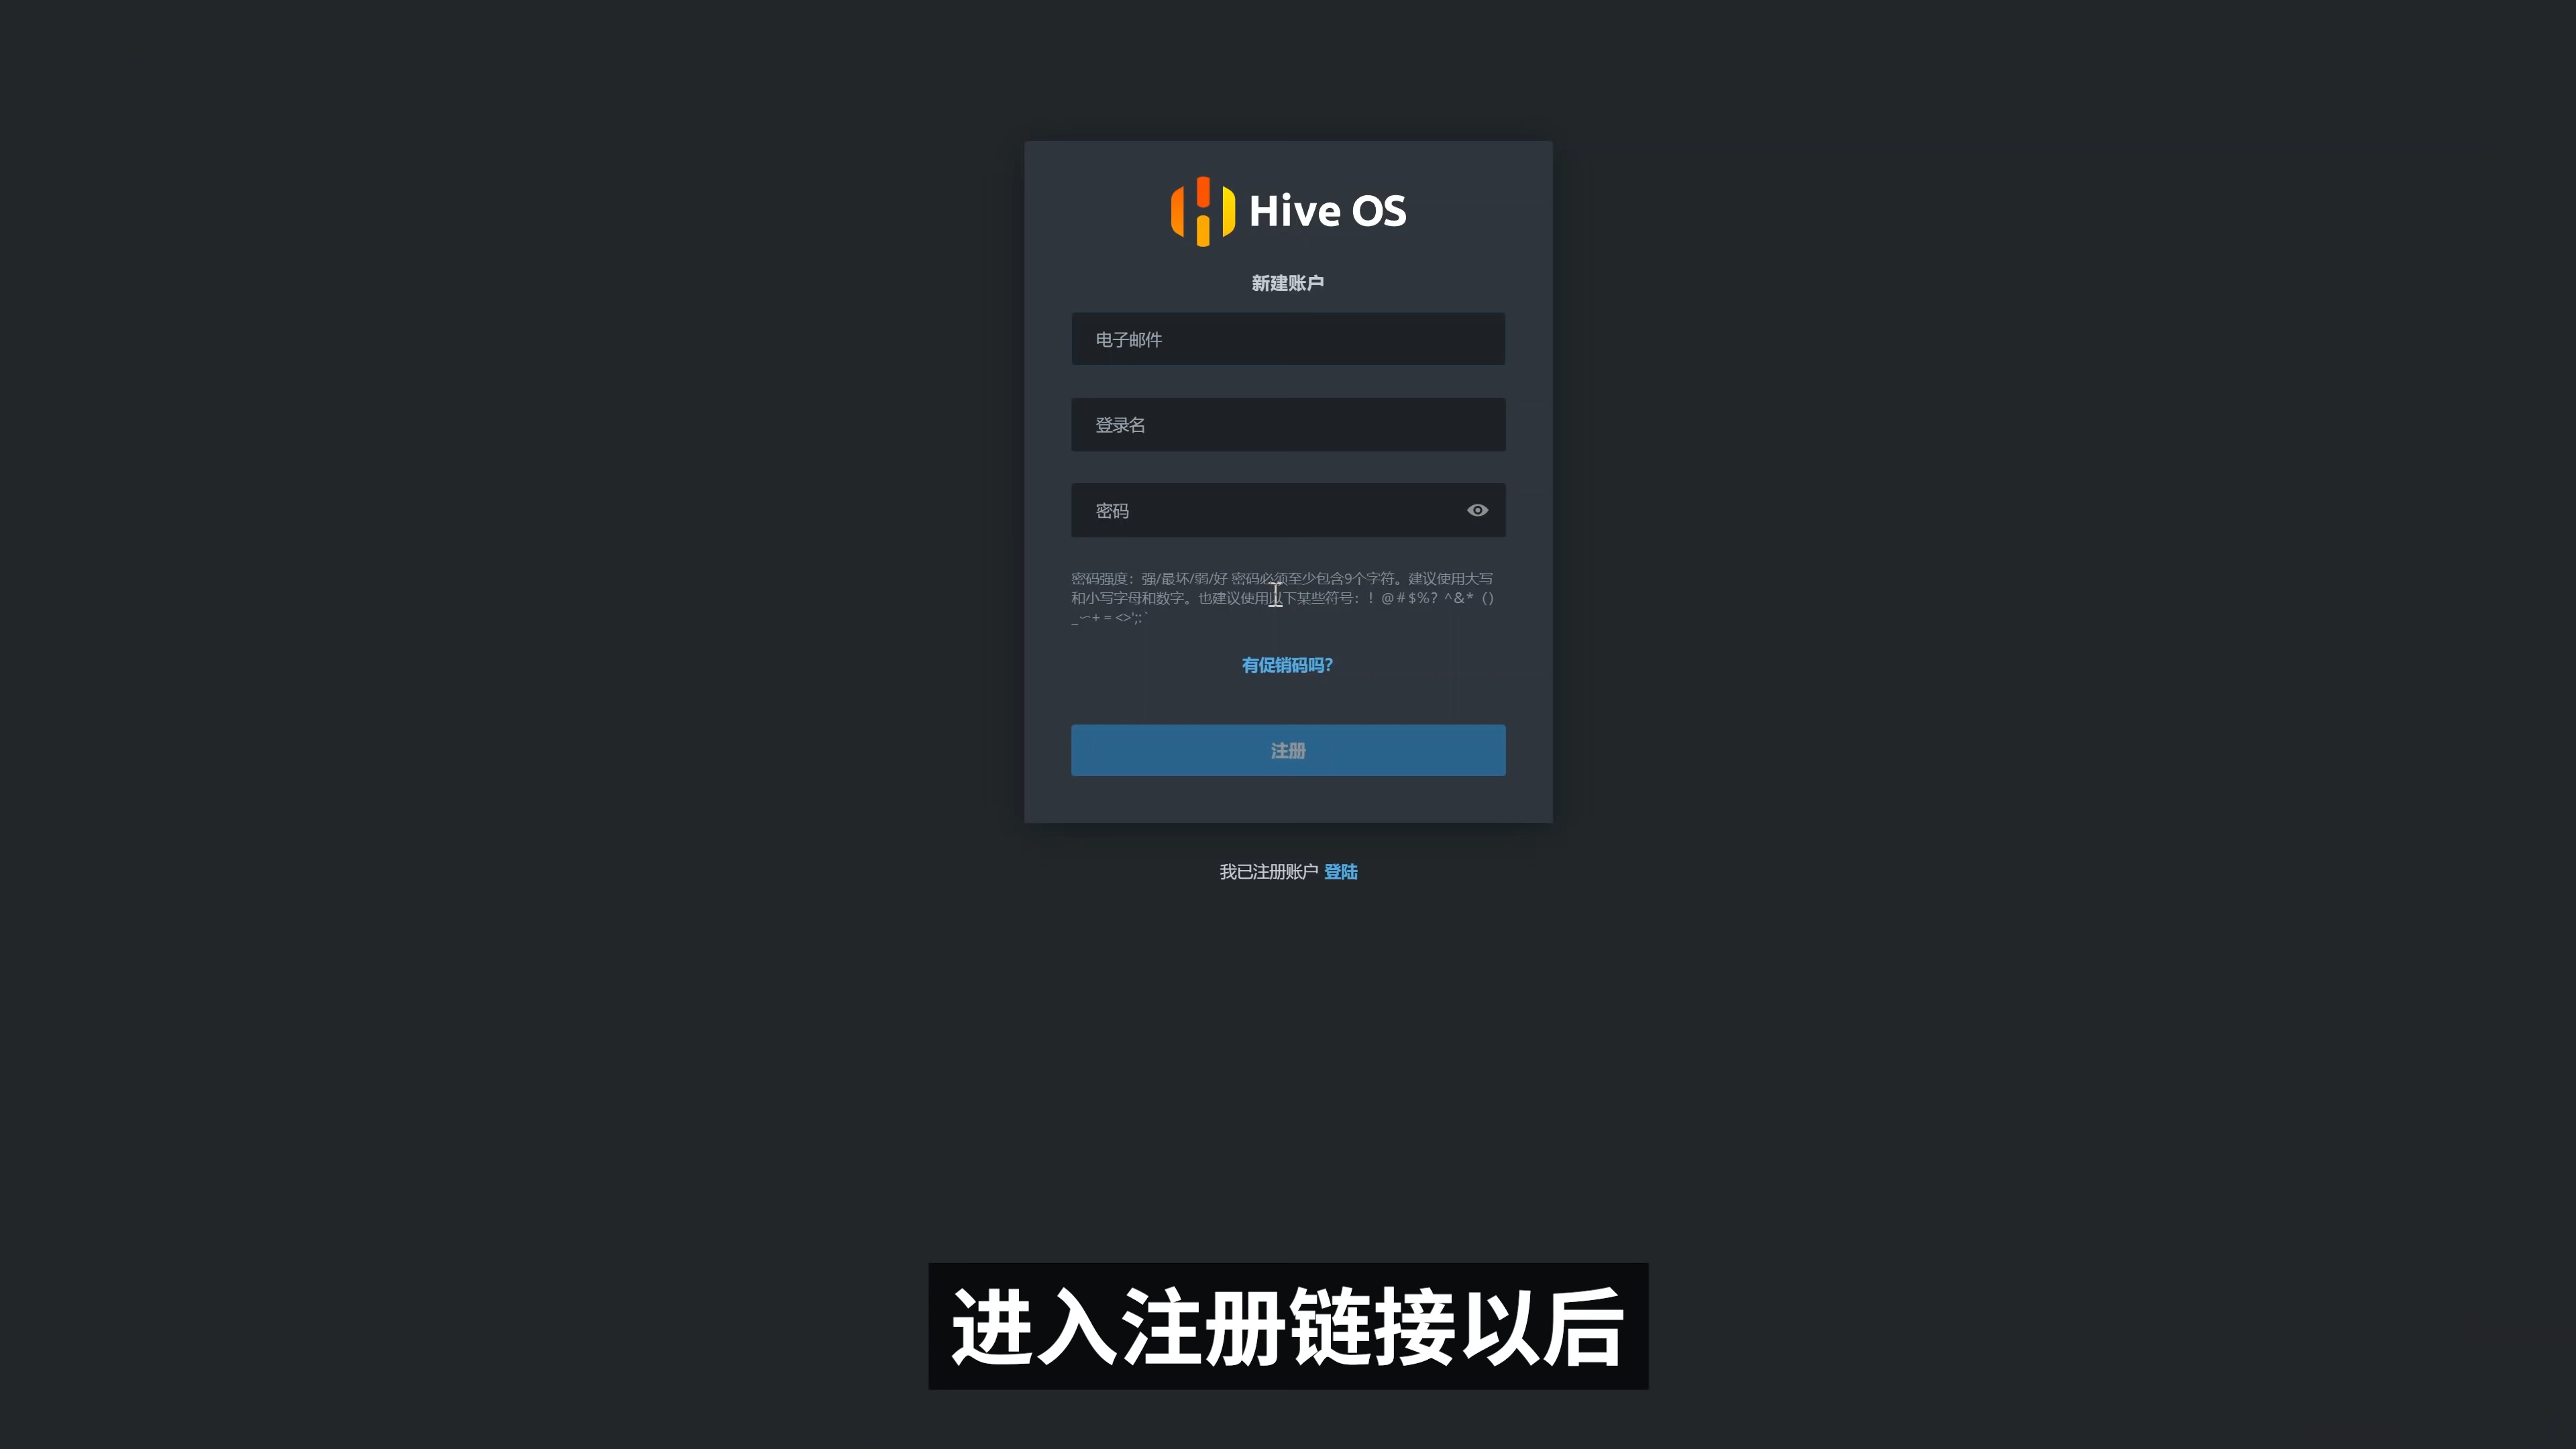 Hive OS
新建账户
电子邮件
登录名
密码
密码强度：强/最坏/弱/好 密码必须至少包含9个字符。建议使用大写
和小写字母和数字。也建议使用以下某些符号：！@＃$%？^&*（）
_ −+ = <>';:`
有促销码吗?
注册
我已注册账户 登陆
进入注册链接以后